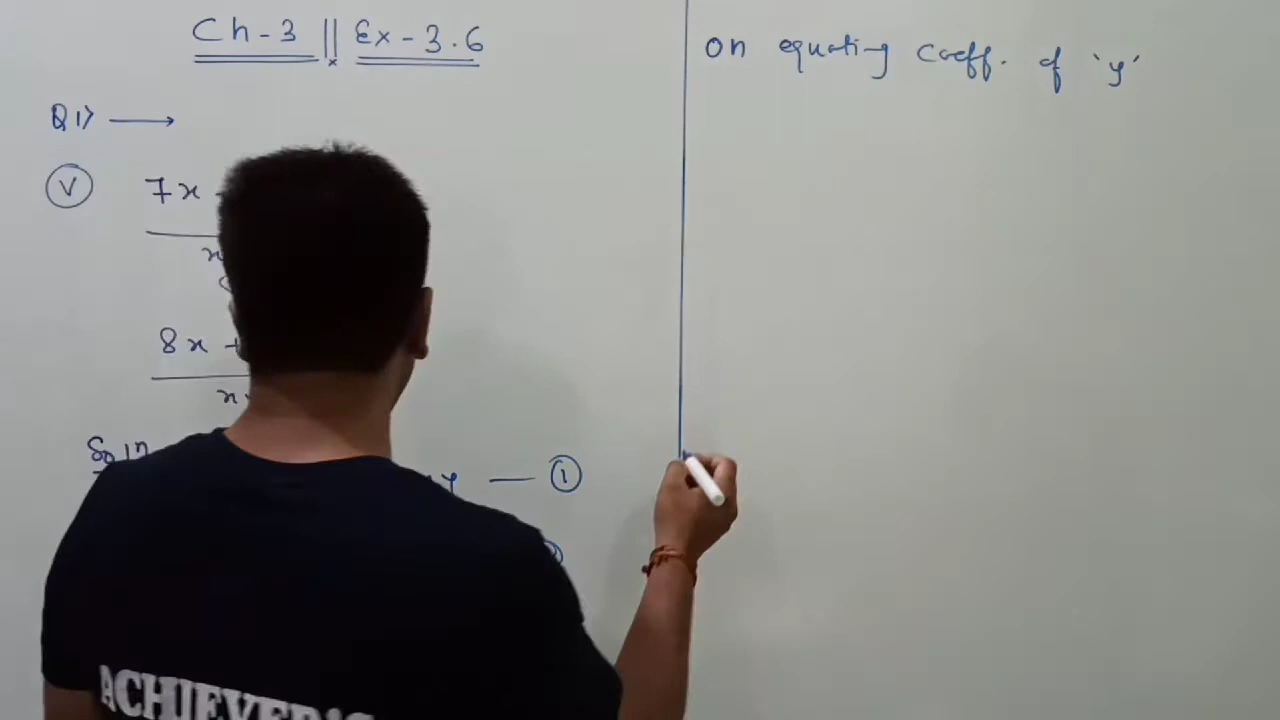 Ch-3 || Ex-3.6
Q1>
V 7x
x
8x +
x
Soln
y — 1
on equating coeff. of 'y'
ACHIEVER'S